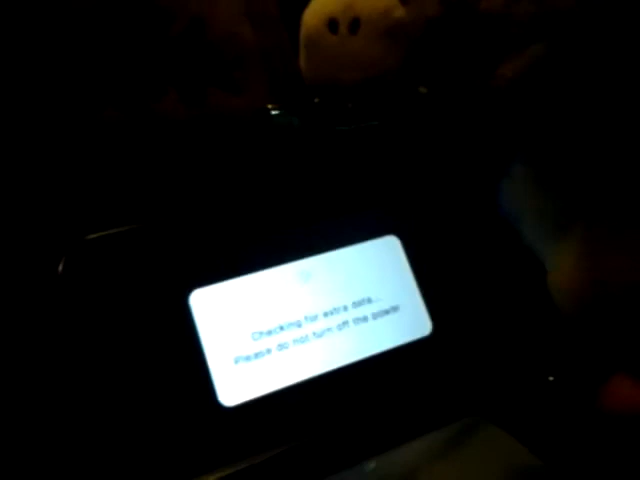 Checking for extra data...
Please do not turn off the power.